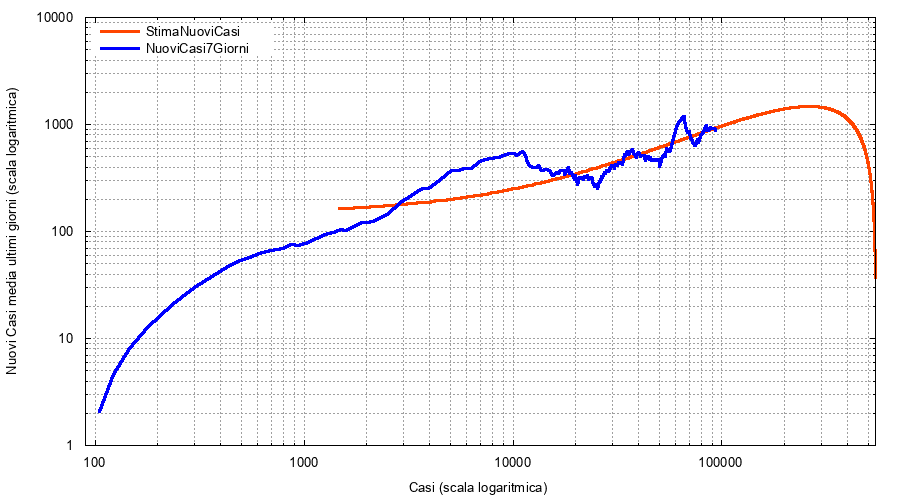 10000
StimaNuoviCasi
NuoviCasi7Giorni
1000
100
10
1
Nuovi Casi media ultimi giorni (scala logaritmica)
100 1000 10000 100000
Casi (scala logaritmica)